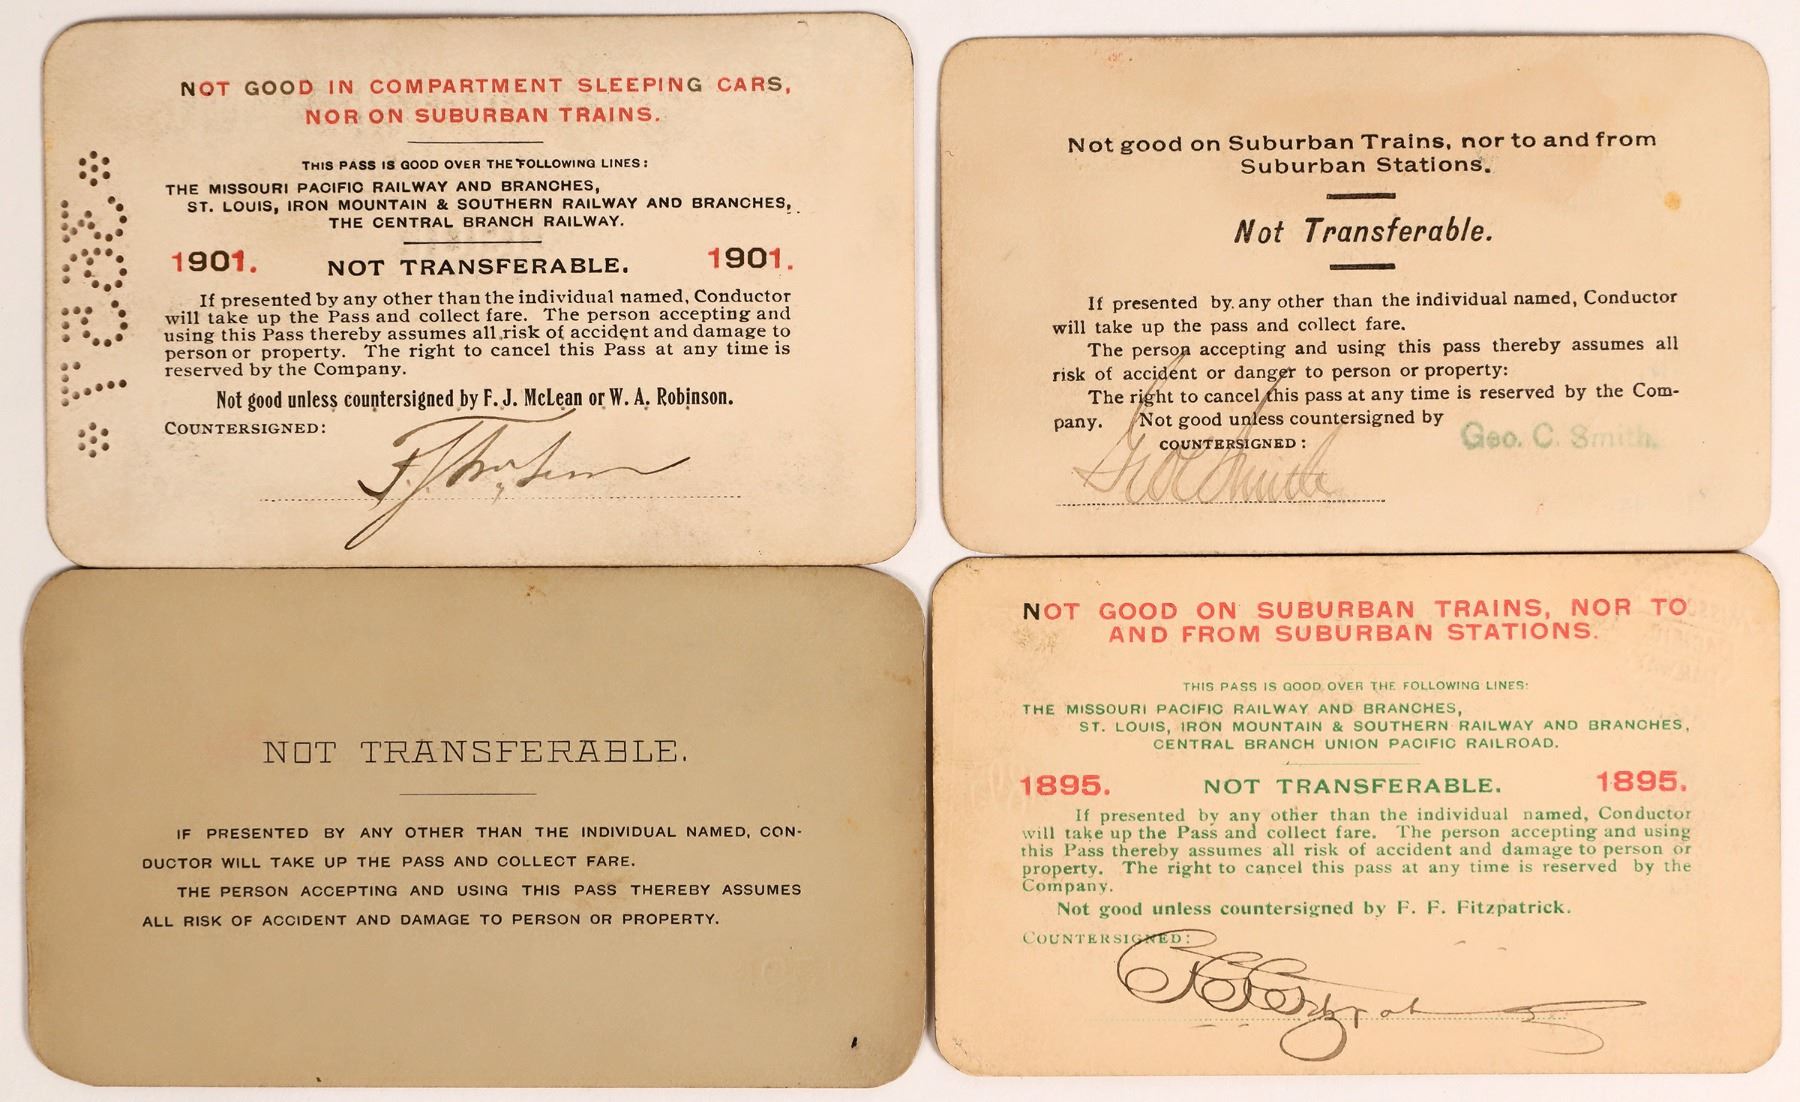 NOT GOOD IN COMPARTMENT SLEEPING CARS,
NOR ON SUBURBAN TRAINS.
THIS PASS IS GOOD OVER THE FOLLOWING LINES:
THE MISSOURI PACIFIC RAILWAY AND BRANCHES,
ST. LOUIS, IRON MOUNTAIN & SOUTHERN RAILWAY AND BRANCHES,
THE CENTRAL BRANCH RAILWAY.
1901. NOT TRANSFERABLE. 1901.
If presented by any other than the individual named, Conductor
will take up the Pass and collect fare. The person accepting and
using this Pass thereby assumes all risk of accident and damage to
person or property. The right to cancel this Pass at any time is
reserved by the Company.
Not good unless countersigned by F. J. McLean or W. A. Robinson.
COUNTERSIGNED:
Not good on Suburban Trains, nor to and from
Suburban Stations.
Not Transferable.
If presented by any other than the individual named, Conductor
will take up the pass and collect fare.
The person accepting and using this pass thereby assumes all
risk of accident or danger to person or property:
The right to cancel this pass at any time is reserved by the Com-
pany. Not good unless countersigned by
Geo. C. Smith.
COUNTERSIGNED:
Geo C Smith
NOT TRANSFERABLE.
IF PRESENTED BY ANY OTHER THAN THE INDIVIDUAL NAMED, CON-
DUCTOR WILL TAKE UP THE PASS AND COLLECT FARE.
THE PERSON ACCEPTING AND USING THIS PASS THEREBY ASSUMES
ALL RISK OF ACCIDENT AND DAMAGE TO PERSON OR PROPERTY.
NOT GOOD ON SUBURBAN TRAINS, NOR TO
AND FROM SUBURBAN STATIONS.
THIS PASS IS GOOD OVER THE FOLLOWING LINES:
THE MISSOURI PACIFIC RAILWAY AND BRANCHES,
ST. LOUIS, IRON MOUNTAIN & SOUTHERN RAILWAY AND BRANCHES,
CENTRAL BRANCH UNION PACIFIC RAILROAD.
1895. NOT TRANSFERABLE. 1895.
If presented by any other than the individual named, Conductor
will take up the Pass and collect fare. The person accepting and using
this Pass thereby assumes all risk of accident and damage to person or
property. The right to cancel this pass at any time is reserved by the
Company.
Not good unless countersigned by F. F. Fitzpatrick.
COUNTERSIGNED: